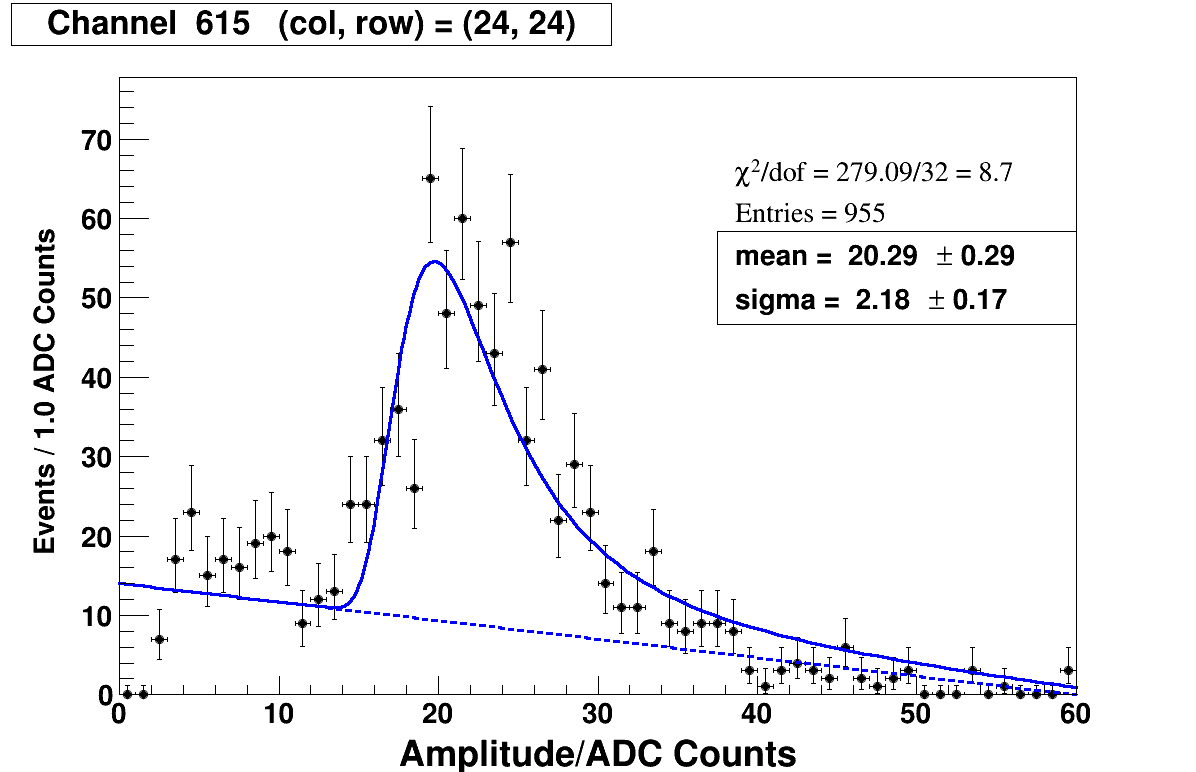 Channel 615 (col, row) = (24, 24)
χ²/dof = 279.09/32 = 8.7
Entries = 955
mean = 20.29 ± 0.29
sigma = 2.18 ± 0.17
Events / 1.0 ADC Counts
70
60
50
40
30
20
10
0
0 10 20 30 40 50 60
Amplitude/ADC Counts